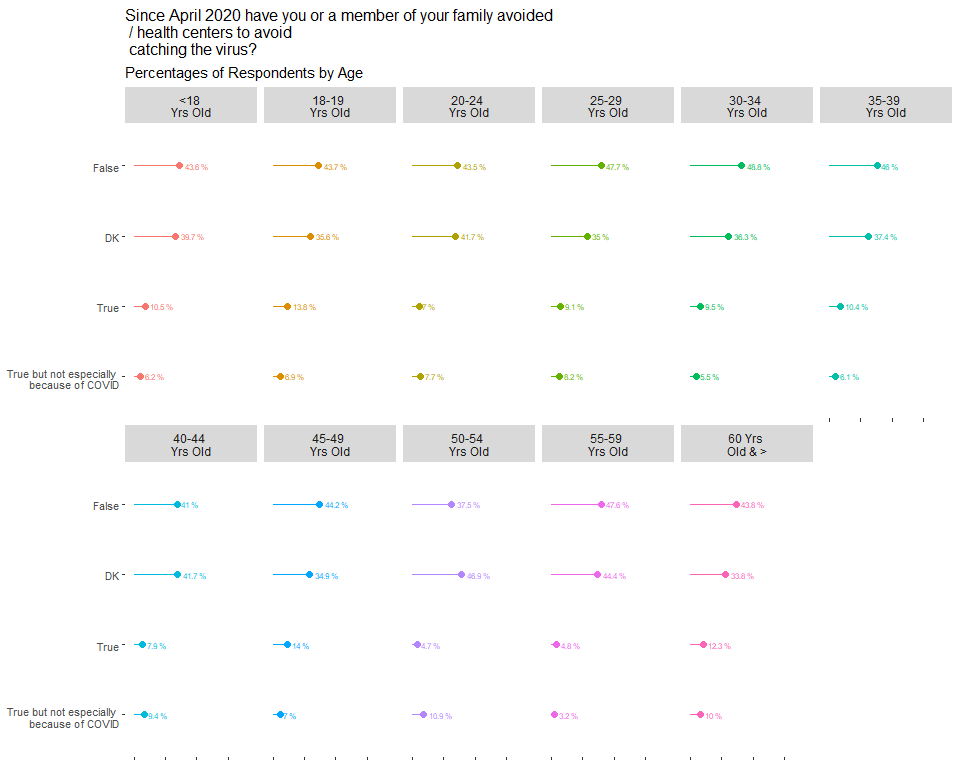 Since April 2020 have you or a member of your family avoided
/ health centers to avoid
catching the virus?
Percentages of Respondents by Age
<18
Yrs Old
18-19
Yrs Old
20-24
Yrs Old
25-29
Yrs Old
30-34
Yrs Old
35-39
Yrs Old
False
43.6 %
43.7 %
43.5 %
47.7 %
48.8 %
46 %
DK
39.7 %
35.6 %
41.7 %
35 %
36.3 %
37.4 %
True
10.5 %
13.8 %
7 %
9.1 %
9.5 %
10.4 %
True but not especially
because of COVID
6.2 %
6.9 %
7.7 %
8.2 %
5.5 %
6.1 %
40-44
Yrs Old
45-49
Yrs Old
50-54
Yrs Old
55-59
Yrs Old
60 Yrs
Old & >
False
41 %
44.2 %
37.5 %
47.6 %
43.8 %
DK
41.7 %
34.9 %
46.9 %
44.4 %
33.8 %
True
7.9 %
14 %
4.7 %
4.8 %
12.3 %
True but not especially
because of COVID
9.4 %
7 %
10.9 %
3.2 %
10 %